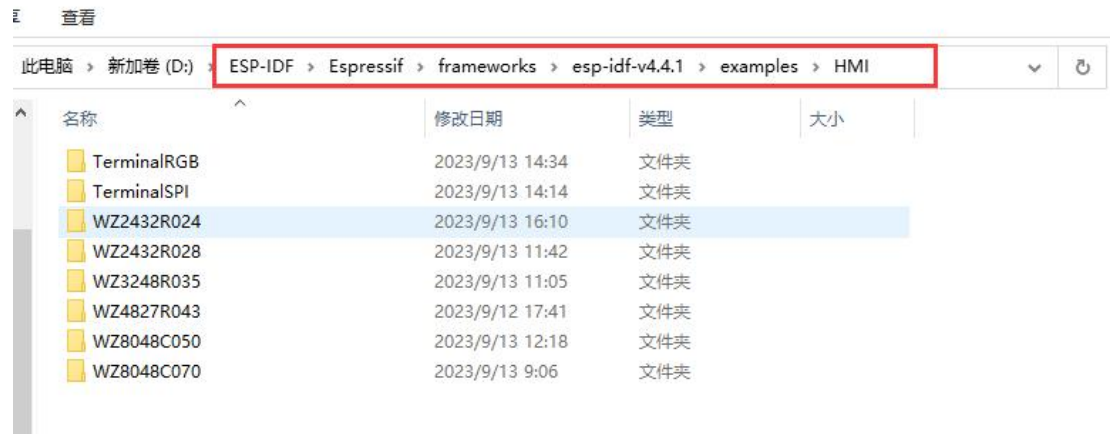 查看
此电脑 › 新加卷 (D:) › ESP-IDF › Espressif › frameworks › esp-idf-v4.4.1 › examples › HMI
名称 修改日期 类型 大小
TerminalRGB 2023/9/13 14:34 文件夹
TerminalSPI 2023/9/13 14:14 文件夹
WZ2432R024 2023/9/13 16:10 文件夹
WZ2432R028 2023/9/13 11:42 文件夹
WZ3248R035 2023/9/13 11:05 文件夹
WZ4827R043 2023/9/12 17:41 文件夹
WZ8048C050 2023/9/13 12:18 文件夹
WZ8048C070 2023/9/13 9:06 文件夹